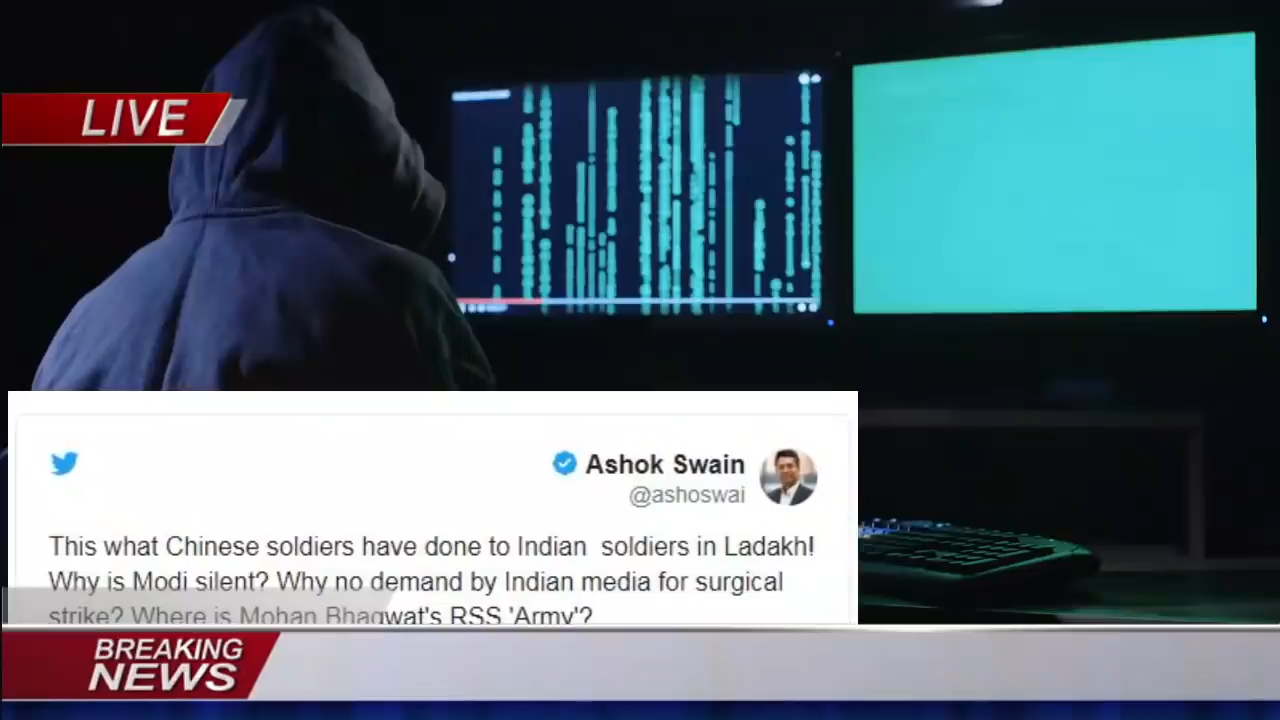 LIVE
Ashok Swain
@ashoswai
This what Chinese soldiers have done to Indian soldiers in Ladakh!
Why is Modi silent? Why no demand by Indian media for surgical
strike? Where is Mohan Bhagwat's RSS 'Army'?
BREAKING
NEWS